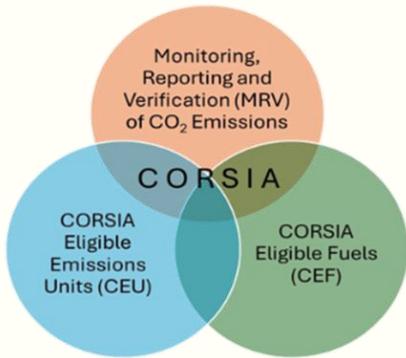 Monitoring,
Reporting and
Verification (MRV)
of CO₂ Emissions
CORSIA
CORSIA
Eligible
Emissions
Units (CEU)
CORSIA
Eligible Fuels
(CEF)